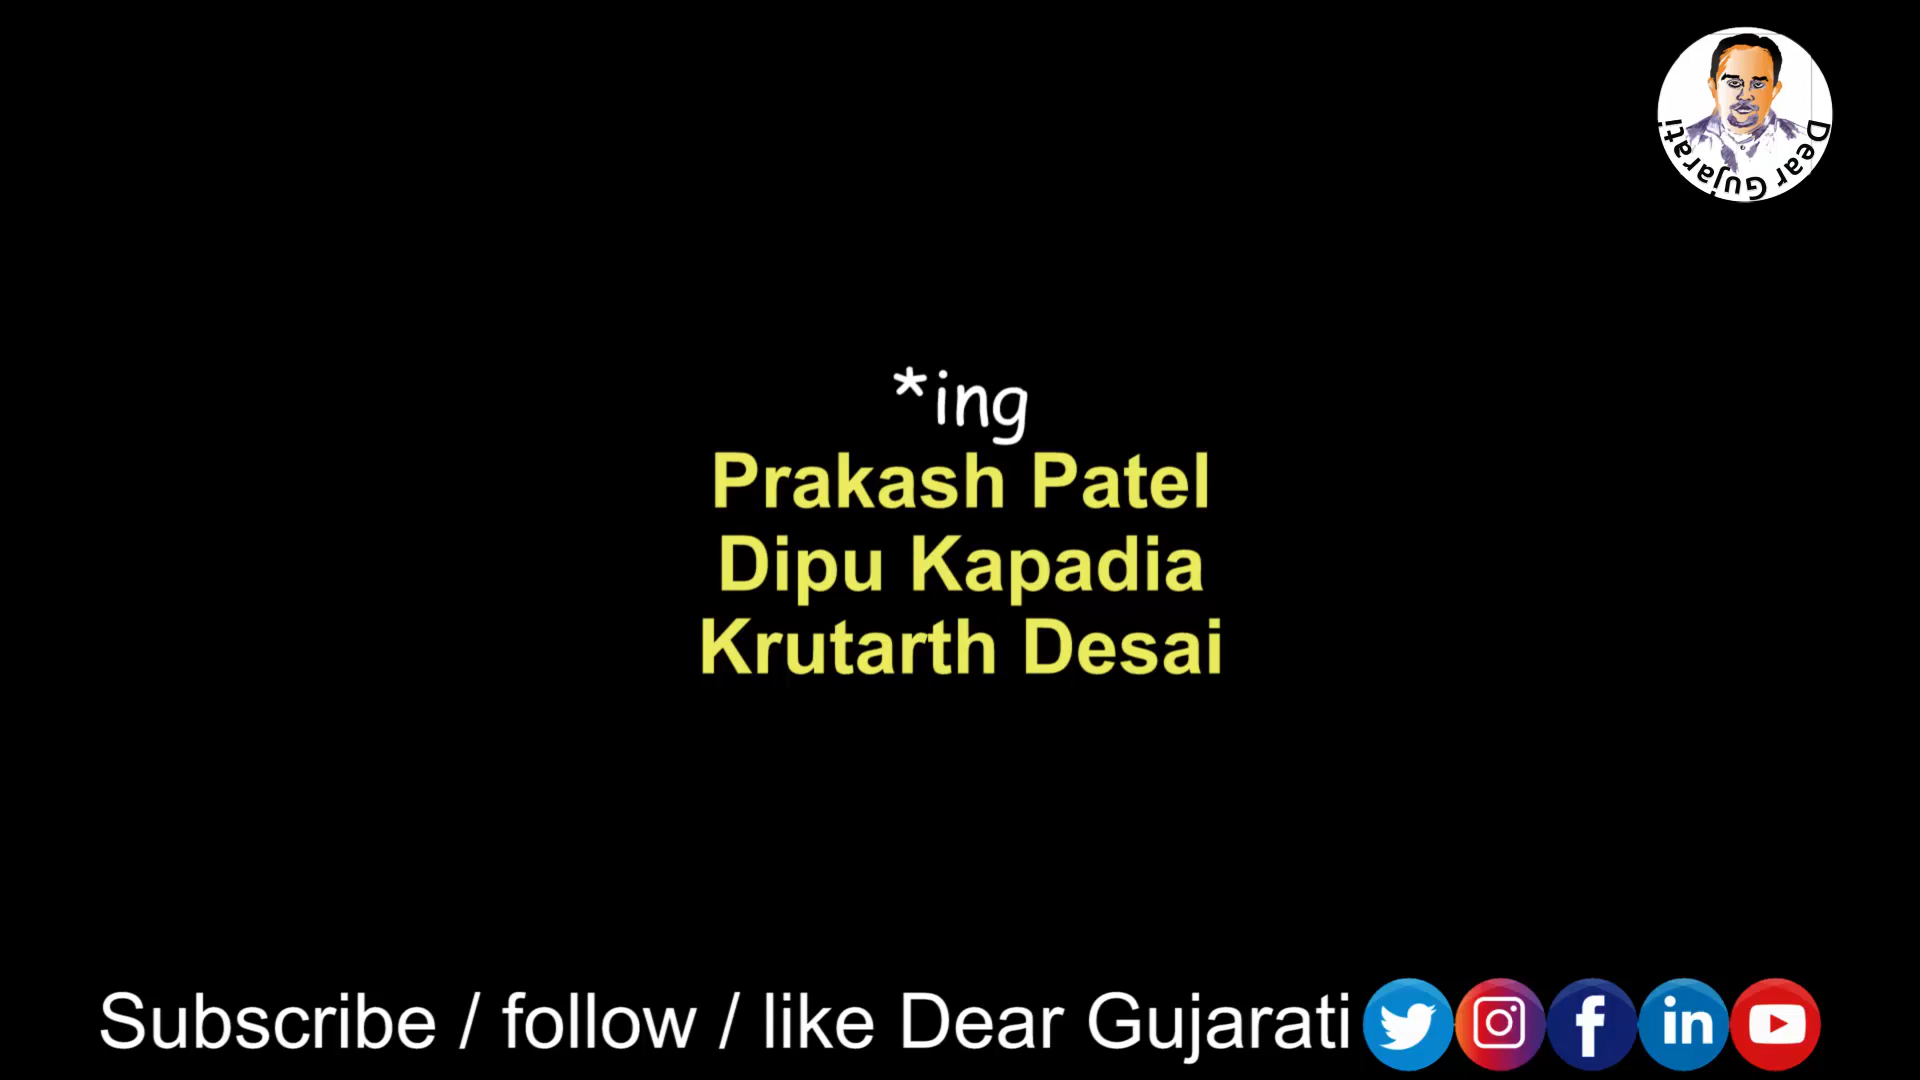 Dear Gujarati
*ing
Prakash Patel
Dipu Kapadia
Krutarth Desai
Subscribe / follow / like Dear Gujarati